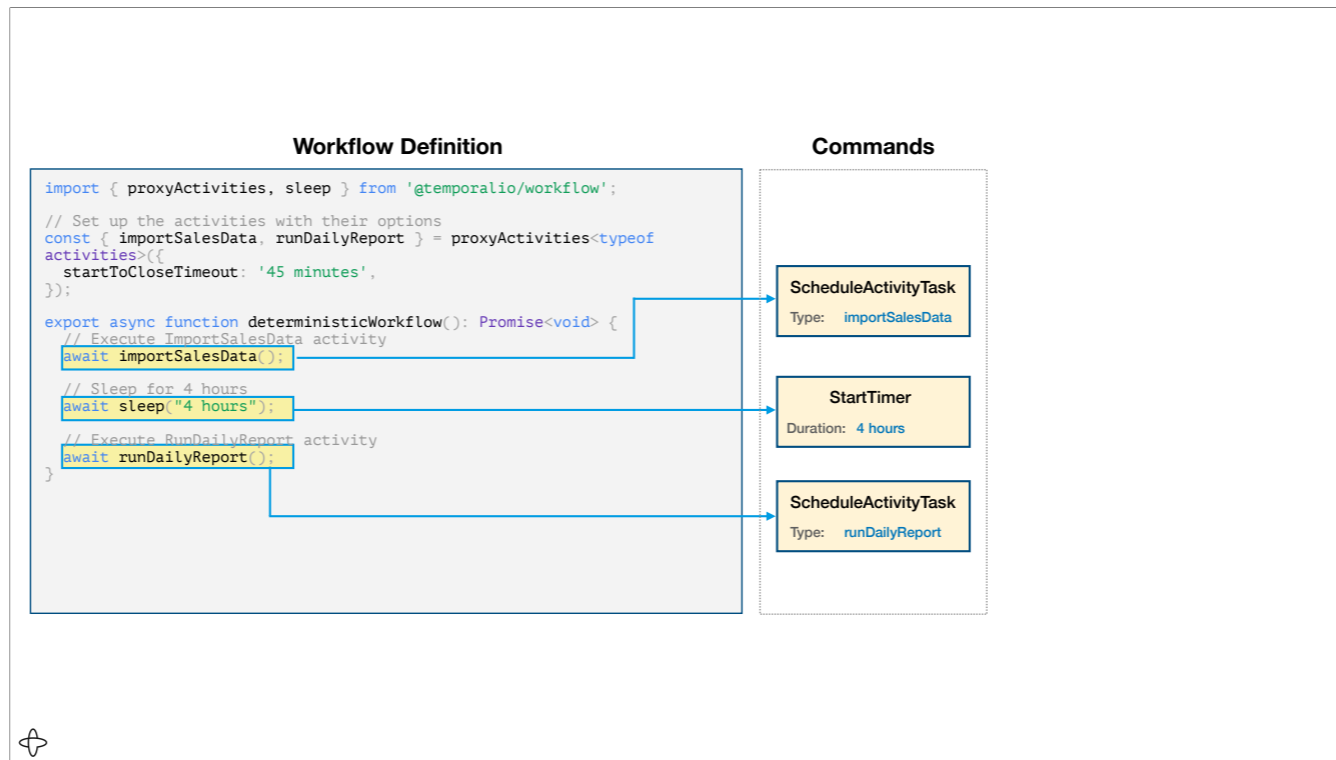 Workflow Definition
Commands
import { proxyActivities, sleep } from '@temporalio/workflow';
// Set up the activities with their options
const { importSalesData, runDailyReport } = proxyActivities<typeof
activities>({
startToCloseTimeout: '45 minutes',
});
export async function deterministicWorkflow(): Promise<void> {
// Execute ImportSalesData activity
await importSalesData();
// Sleep for 4 hours
await sleep("4 hours");
// Execute RunDailyReport activity
await runDailyReport();
}
ScheduleActivityTask
Type: importSalesData
StartTimer
Duration: 4 hours
ScheduleActivityTask
Type: runDailyReport